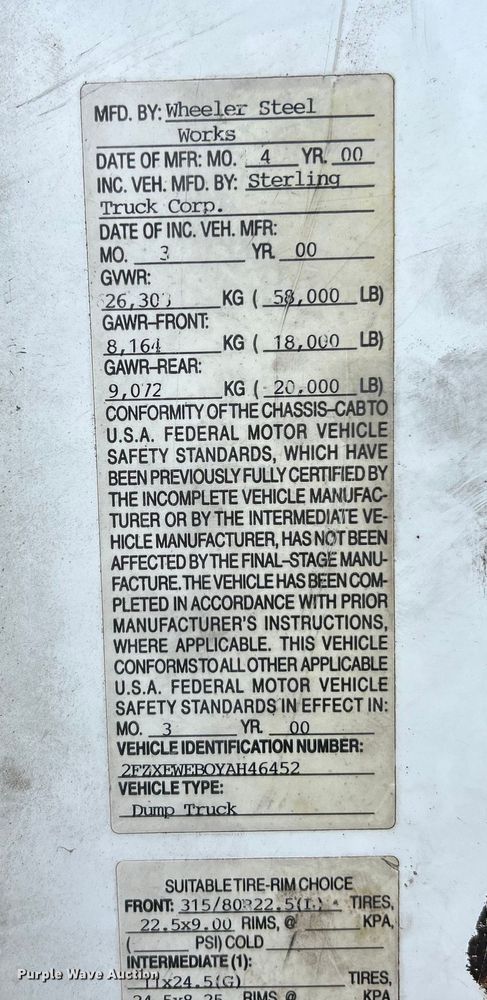 MFD. BY: Wheeler Steel
Works
DATE OF MFR: MO. 4 YR. 00
INC. VEH. MFD. BY: Sterling
Truck Corp.
DATE OF INC. VEH. MFR:
MO. 3 YR. 00
GVWR:
KG ( 58,000 LB)
GAWR-FRONT:
8,164 KG ( 18,000 LB)
GAWR-REAR:
9,072 KG ( 20,000 LB)
CONFORMITY OF THE CHASSIS-CAB TO
U.S.A. FEDERAL MOTOR VEHICLE
SAFETY STANDARDS, WHICH HAVE
BEEN PREVIOUSLY FULLY CERTIFIED BY
THE INCOMPLETE VEHICLE MANUFAC-
TURER OR BY THE INTERMEDIATE VE-
HICLE MANUFACTURER, HAS NOT BEEN
AFFECTED BY THE FINAL-STAGE MANU-
FACTURE. THE VEHICLE HAS BEEN COM-
PLETED IN ACCORDANCE WITH PRIOR
MANUFACTURER'S INSTRUCTIONS,
WHERE APPLICABLE. THIS VEHICLE
CONFORMS TO ALL OTHER APPLICABLE
U.S.A. FEDERAL MOTOR VEHICLE
SAFETY STANDARDS IN EFFECT IN:
MO. 3 YR. 00
VEHICLE IDENTIFICATION NUMBER:
2FZXEWEBOYAH46452
VEHICLE TYPE:
Dump Truck
SUITABLE TIRE-RIM CHOICE
FRONT: 315/80R22.5(L) TIRES,
22.5x9.00 RIMS, @ KPA,
( PSI) COLD
INTERMEDIATE (1):
11x24.5(G) TIRES,
24.5x8.25 RIMS @ KPA
Purple Wave Auction